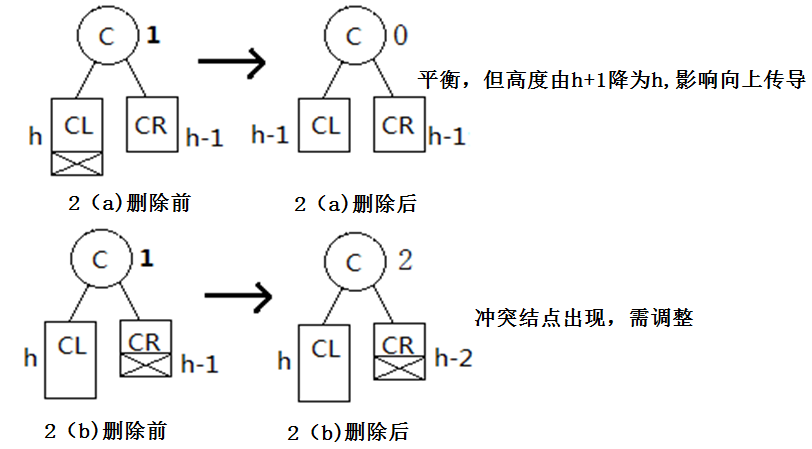 C 1
C 0
平衡，但高度由h+1降为h,影响向上传导
h CL CR h-1
h-1 CL CR h-1
2（a)删除前
2（a)删除后
C 1
C 2
冲突结点出现，需调整
h CL CR h-1
h CL CR h-2
2（b)删除前
2（b)删除后